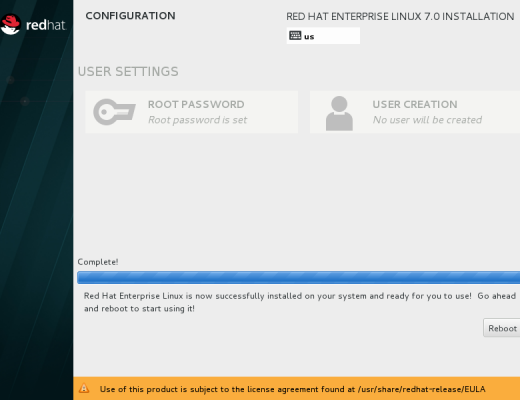 redhat.
CONFIGURATION
RED HAT ENTERPRISE LINUX 7.0 INSTALLATION
us
USER SETTINGS
ROOT PASSWORD
Root password is set
USER CREATION
No user will be created
Complete!
Red Hat Enterprise Linux is now successfully installed on your system and ready for you to use! Go ahead
and reboot to start using it!
Reboot
Use of this product is subject to the license agreement found at /usr/share/redhat-release/EULA